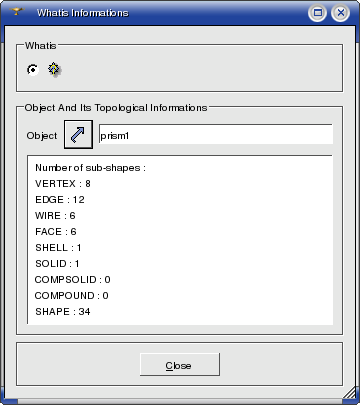 Whatis Informations
Whatis
Object And Its Topological Informations
Object prism1
Number of sub-shapes :
VERTEX : 8
EDGE : 12
WIRE : 6
FACE : 6
SHELL : 1
SOLID : 1
COMPSOLID : 0
COMPOUND : 0
SHAPE : 34
Close